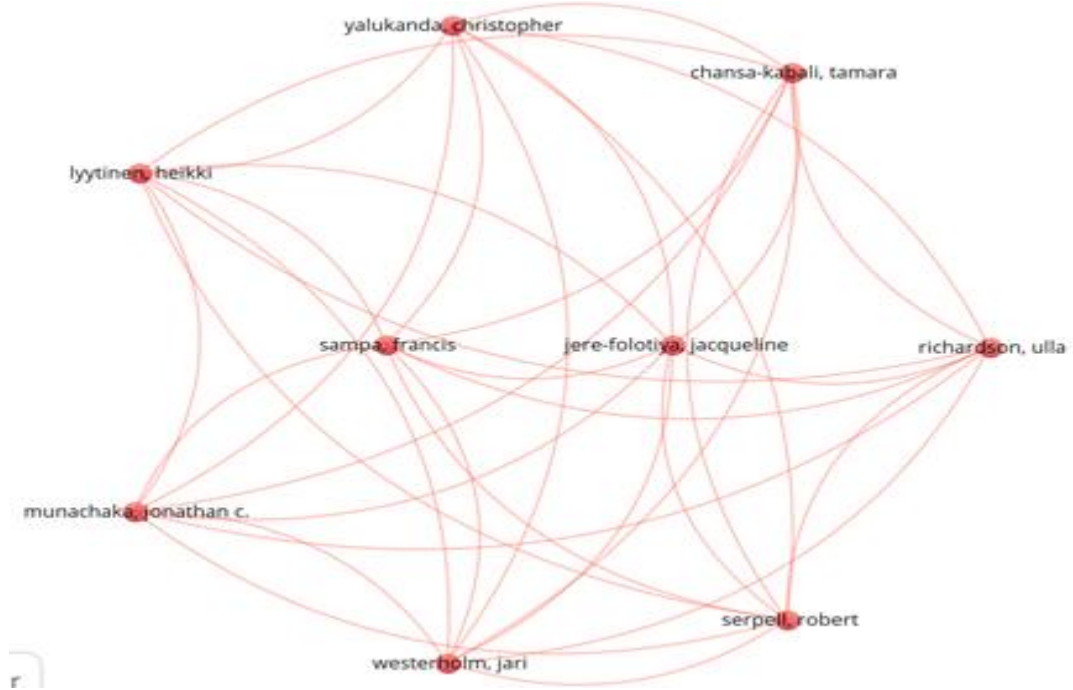 yalukanda, christopher
chansa-kabali, tamara
lyytinen, heikki
sampa, francis
jere-folotiya, jacqueline
richardson, ulla
munachaka, jonathan c.
serpell, robert
westerholm, jari
r.